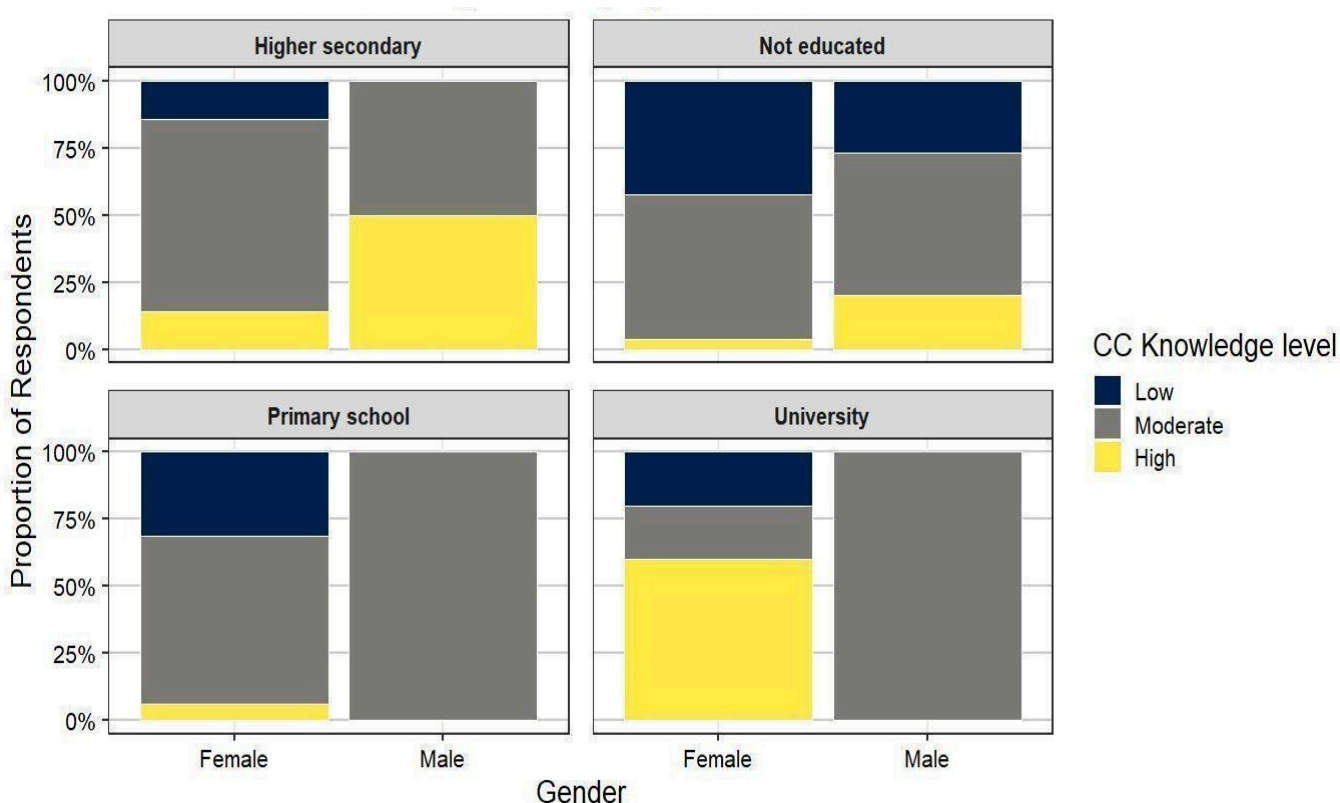 Higher secondary
Not educated
100%
75%
50%
25%
0%
Primary school
University
100%
75%
50%
25%
0%
Female
Male
Female
Male
Gender
Proportion of Respondents
CC Knowledge level
Low
Moderate
High